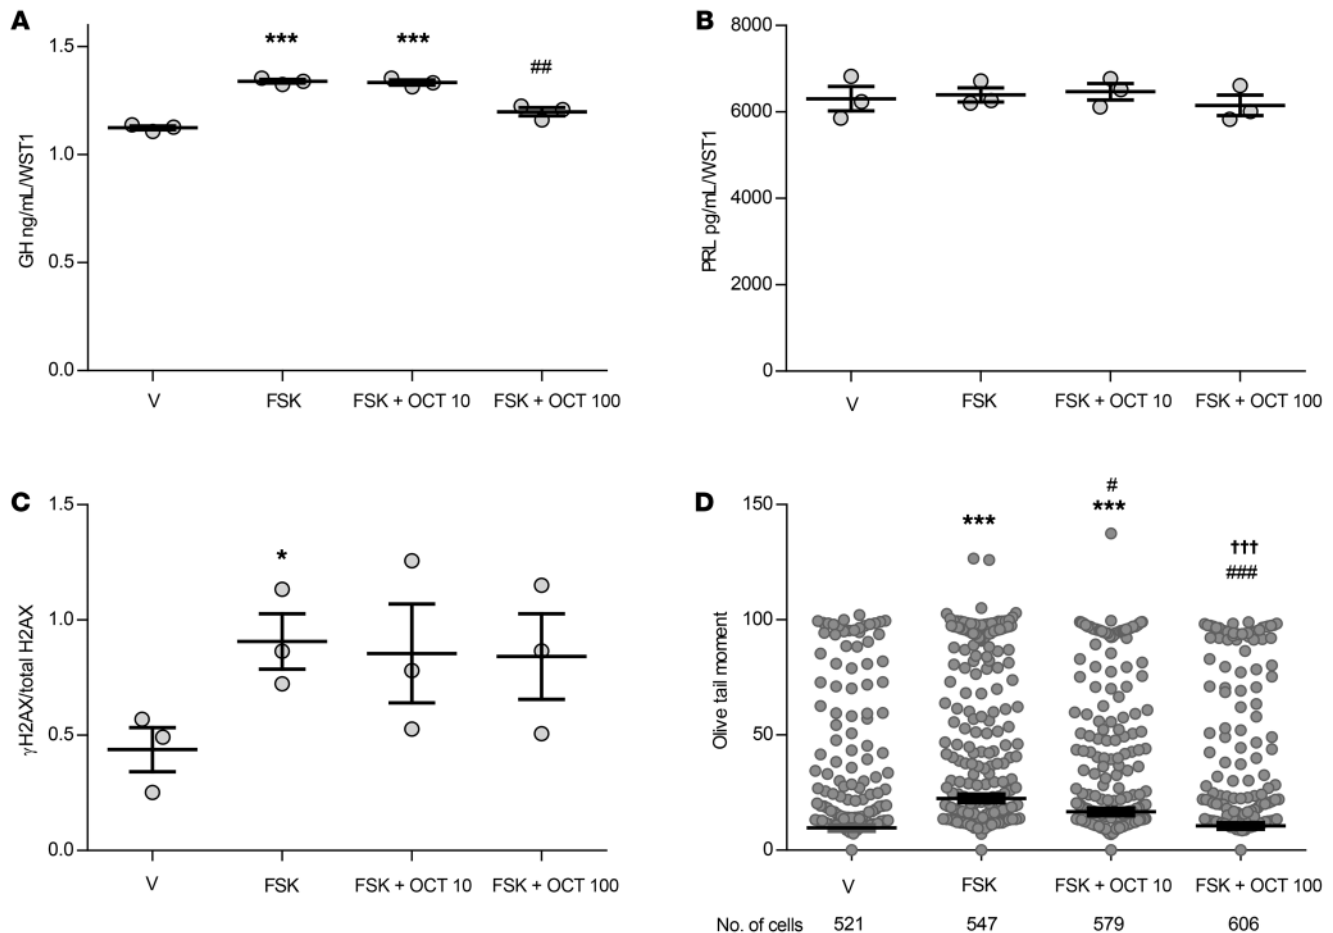 A
GH ng/mL/WST1
1.5
1.0
0.5
0.0
*** *** ##
V FSK FSK + OCT 10 FSK + OCT 100
B
PRL pg/mL/WST1
8000
6000
4000
2000
0
V FSK FSK + OCT 10 FSK + OCT 100
C
γH2AX/total H2AX
1.5
1.0
0.5
0.0
*
V FSK FSK + OCT 10 FSK + OCT 100
D
Olive tail moment
150
100
50
0
#
*** ***
†††
###
V FSK FSK + OCT 10 FSK + OCT 100
No. of cells 521 547 579 606